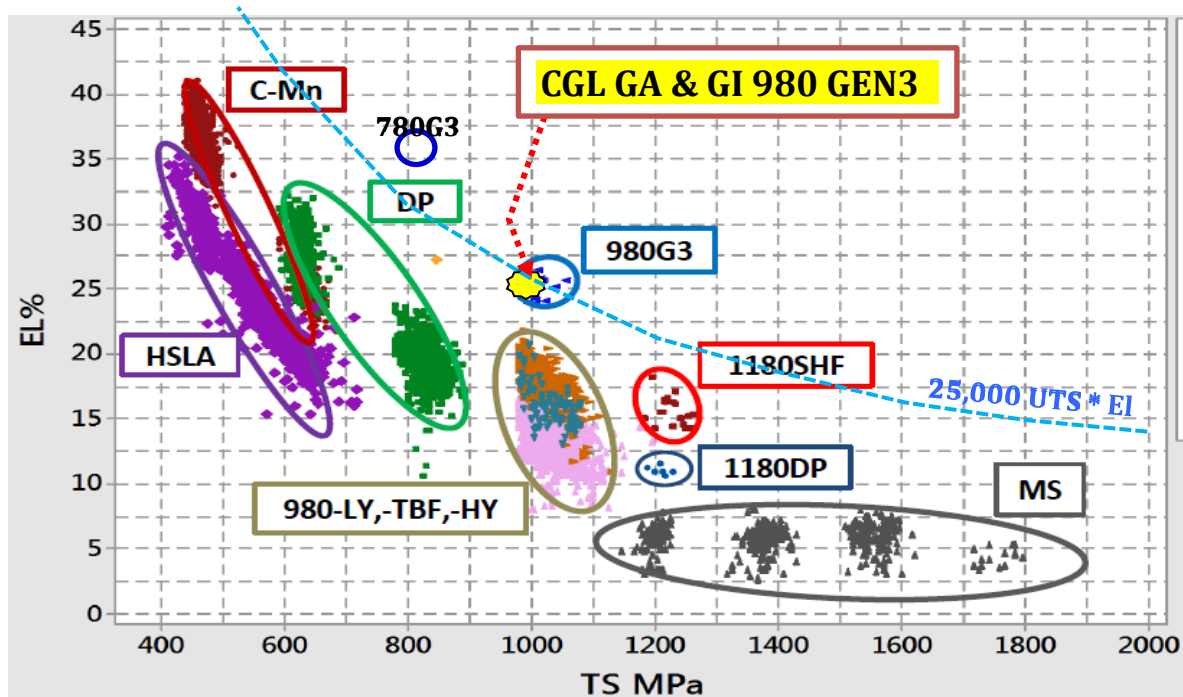 45
40
35
30
25
20
15
10
5
0
EL%
CGL GA & GI 980 GEN3
C-Mn
780G3
DP
980G3
HSLA
1180SHF
25,000 UTS * El
1180DP
980-LY,-TBF,-HY
MS
400 600 800 1000 1200 1400 1600 1800 2000
TS MPa